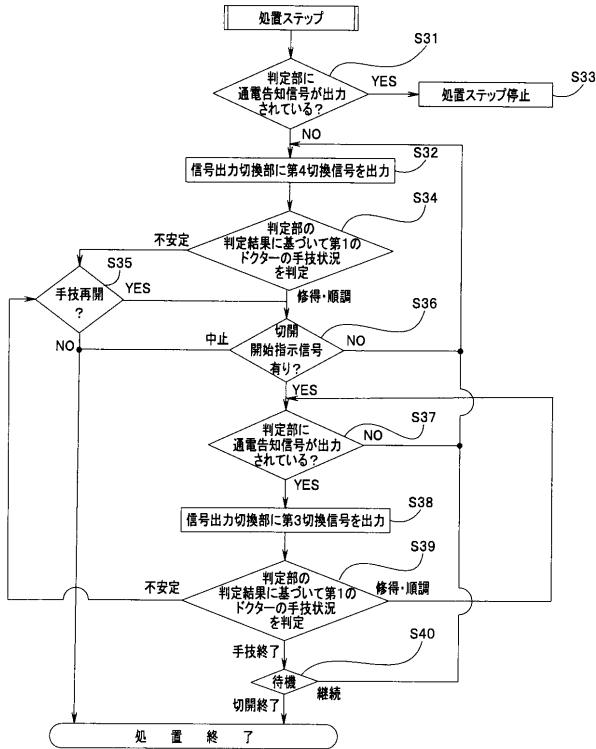 処置ステップ
S31
判定部に
通電告知信号が出力
されている?
YES
S33
処置ステップ停止
NO
S32
信号出力切換部に第4切換信号を出力
S34
判定部の
判定結果に基づいて第1の
ドクターの手技状況
を判定
不安定
S35
手技再開
?
YES
修得・順調
S36
切開
開始指示信号
有り?
中止
NO
NO
YES
S37
判定部に
通電告知信号が出力
されている?
NO
YES
S38
信号出力切換部に第3切換信号を出力
S39
判定部の
判定結果に基づいて第1の
ドクターの手技状況
を判定
不安定
修得・順調
手技終了
S40
待機
継続
切開終了
処置終了